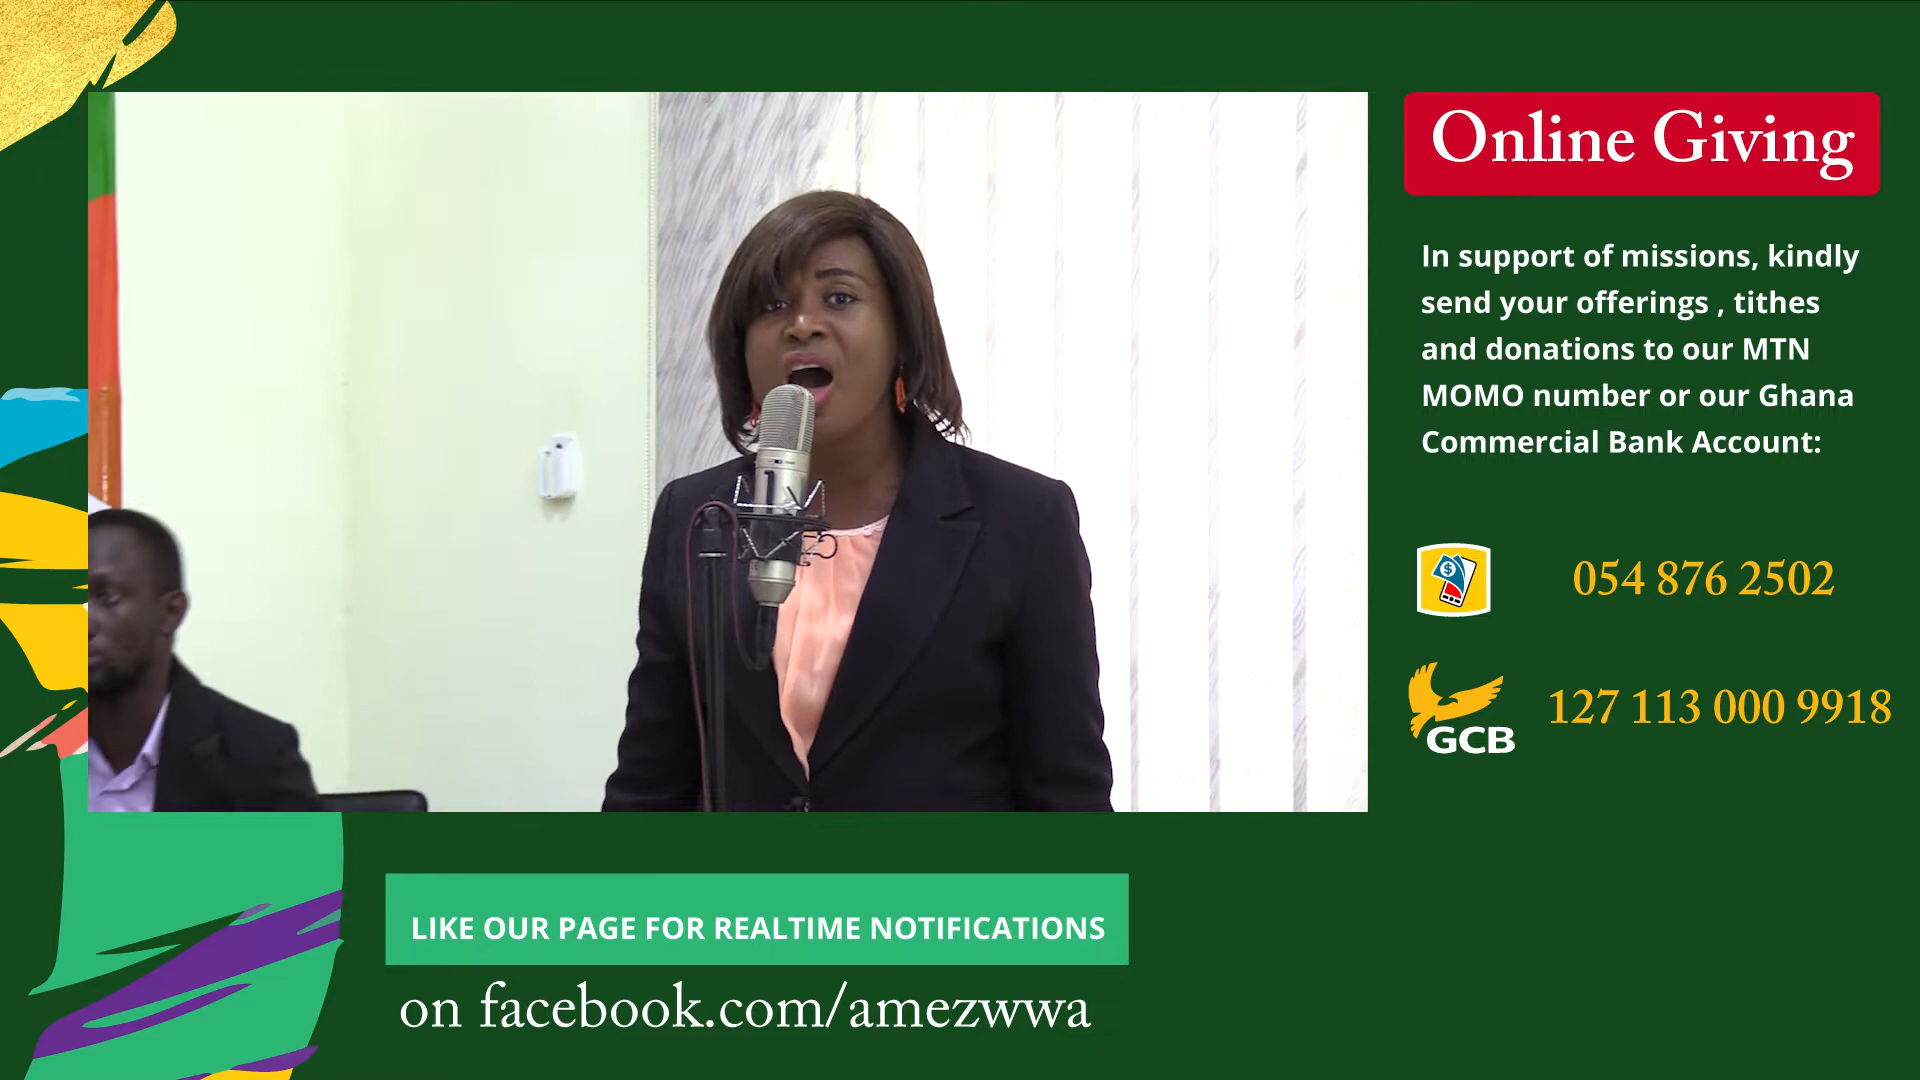 Online Giving
In support of missions, kindly
send your offerings , tithes
and donations to our MTN
MOMO number or our Ghana
Commercial Bank Account:
054 876 2502
GCB
127 113 000 9918
LIKE OUR PAGE FOR REALTIME NOTIFICATIONS
on facebook.com/amezwwa